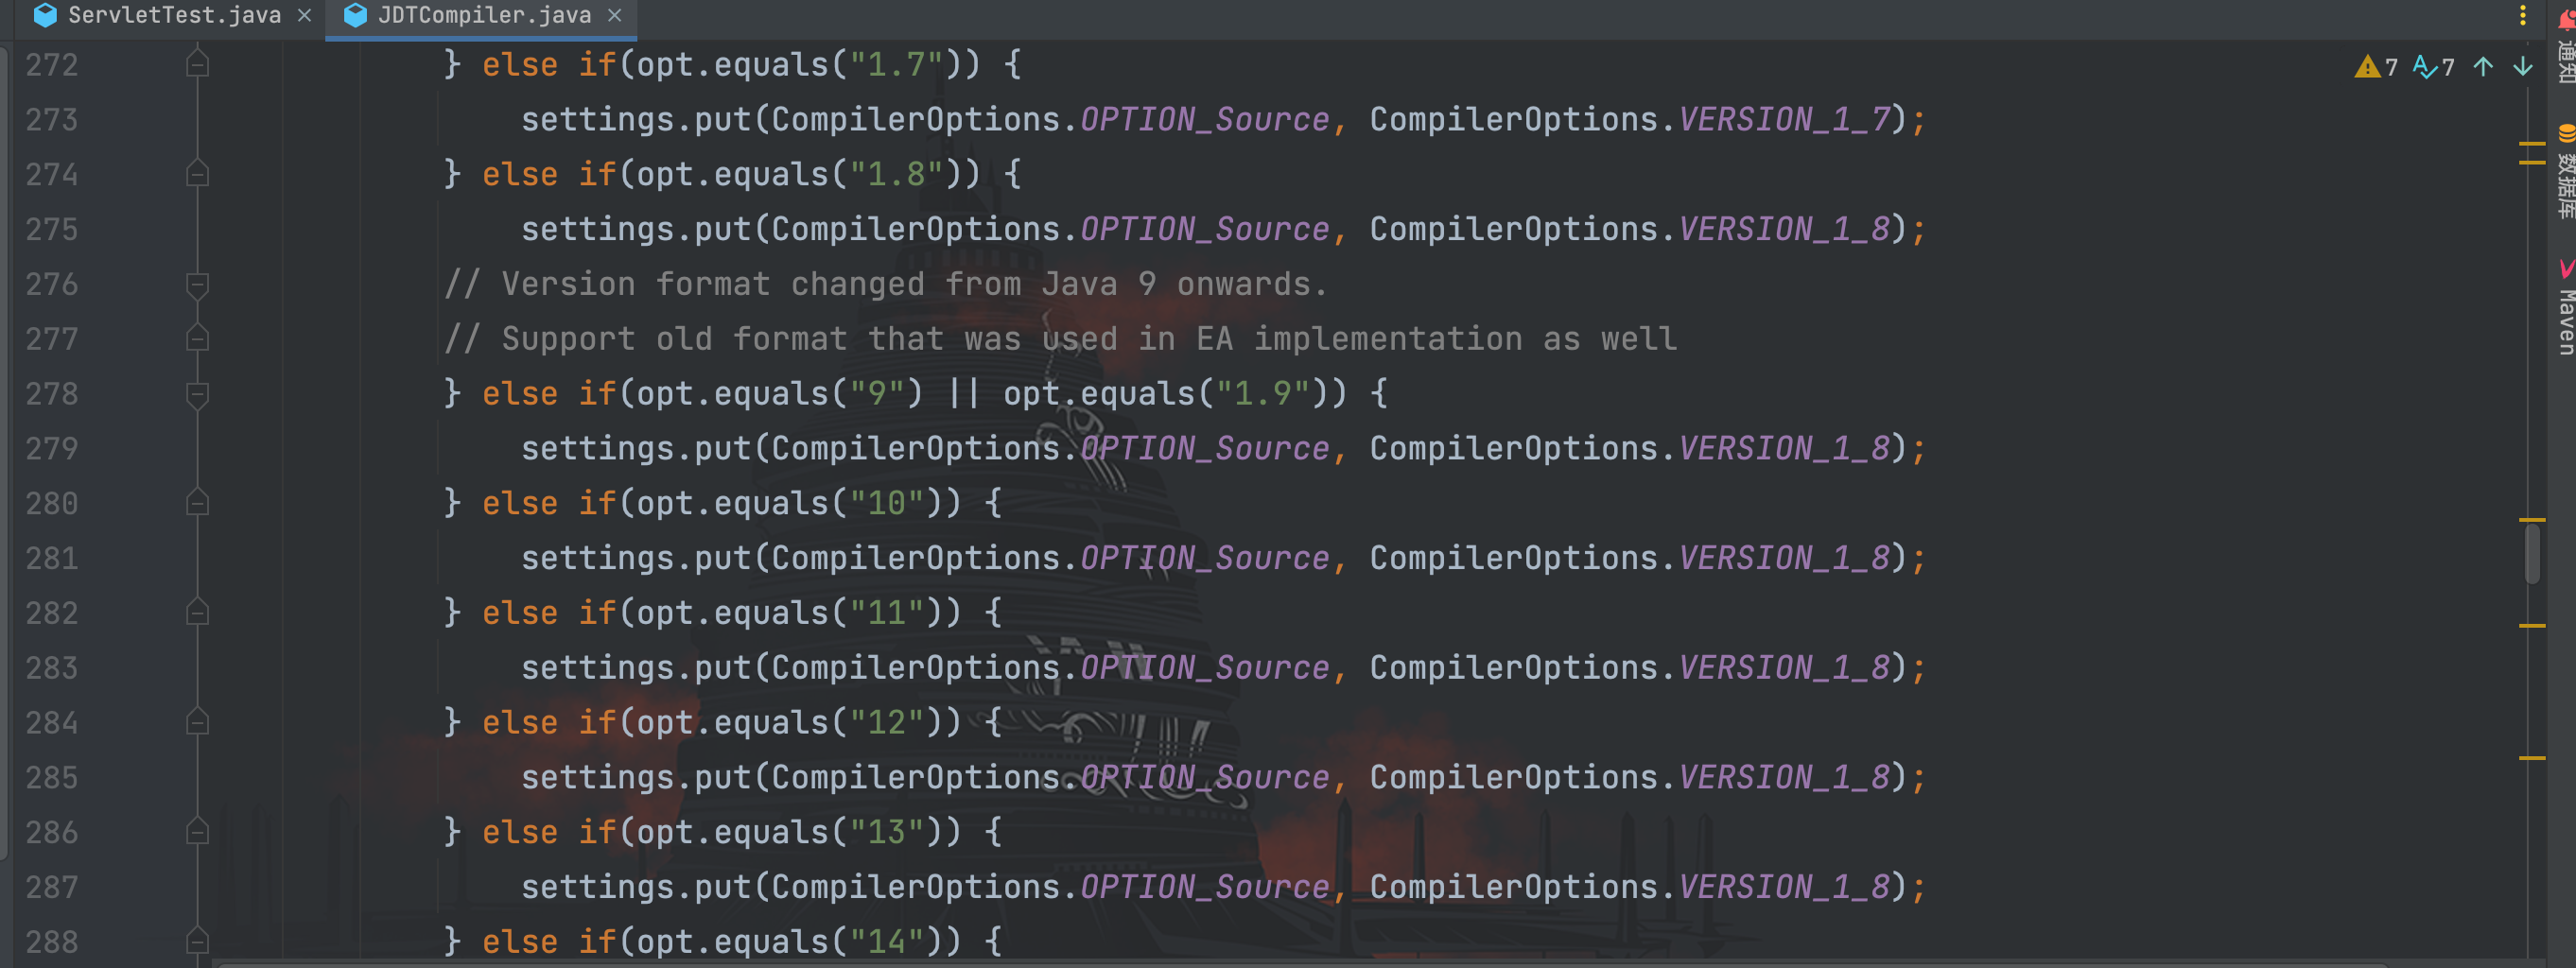 ServletTest.java
JDTCompiler.java
272 } else if(opt.equals("1.7")) {
273 settings.put(CompilerOptions.OPTION_Source, CompilerOptions.VERSION_1_7);
274 } else if(opt.equals("1.8")) {
275 settings.put(CompilerOptions.OPTION_Source, CompilerOptions.VERSION_1_8);
276 // Version format changed from Java 9 onwards.
277 // Support old format that was used in EA implementation as well
278 } else if(opt.equals("9") || opt.equals("1.9")) {
279 settings.put(CompilerOptions.OPTION_Source, CompilerOptions.VERSION_1_8);
280 } else if(opt.equals("10")) {
281 settings.put(CompilerOptions.OPTION_Source, CompilerOptions.VERSION_1_8);
282 } else if(opt.equals("11")) {
283 settings.put(CompilerOptions.OPTION_Source, CompilerOptions.VERSION_1_8);
284 } else if(opt.equals("12")) {
285 settings.put(CompilerOptions.OPTION_Source, CompilerOptions.VERSION_1_8);
286 } else if(opt.equals("13")) {
287 settings.put(CompilerOptions.OPTION_Source, CompilerOptions.VERSION_1_8);
288 } else if(opt.equals("14")) {
7 7
通知
数据库
Maven